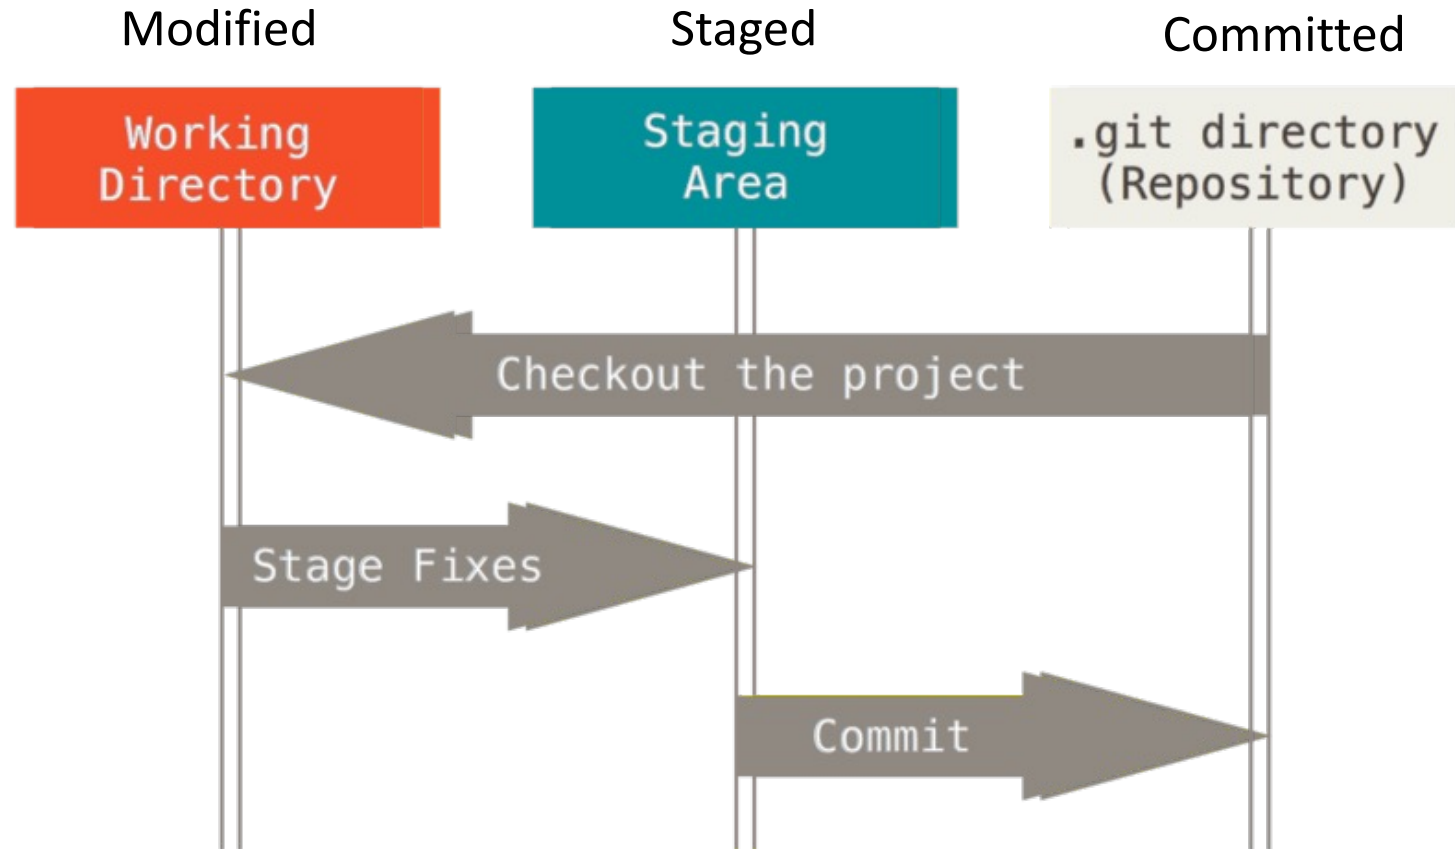 Modified
Staged
Committed
Working
Directory
Staging
Area
.git directory
(Repository)
Checkout the project
Stage Fixes
Commit